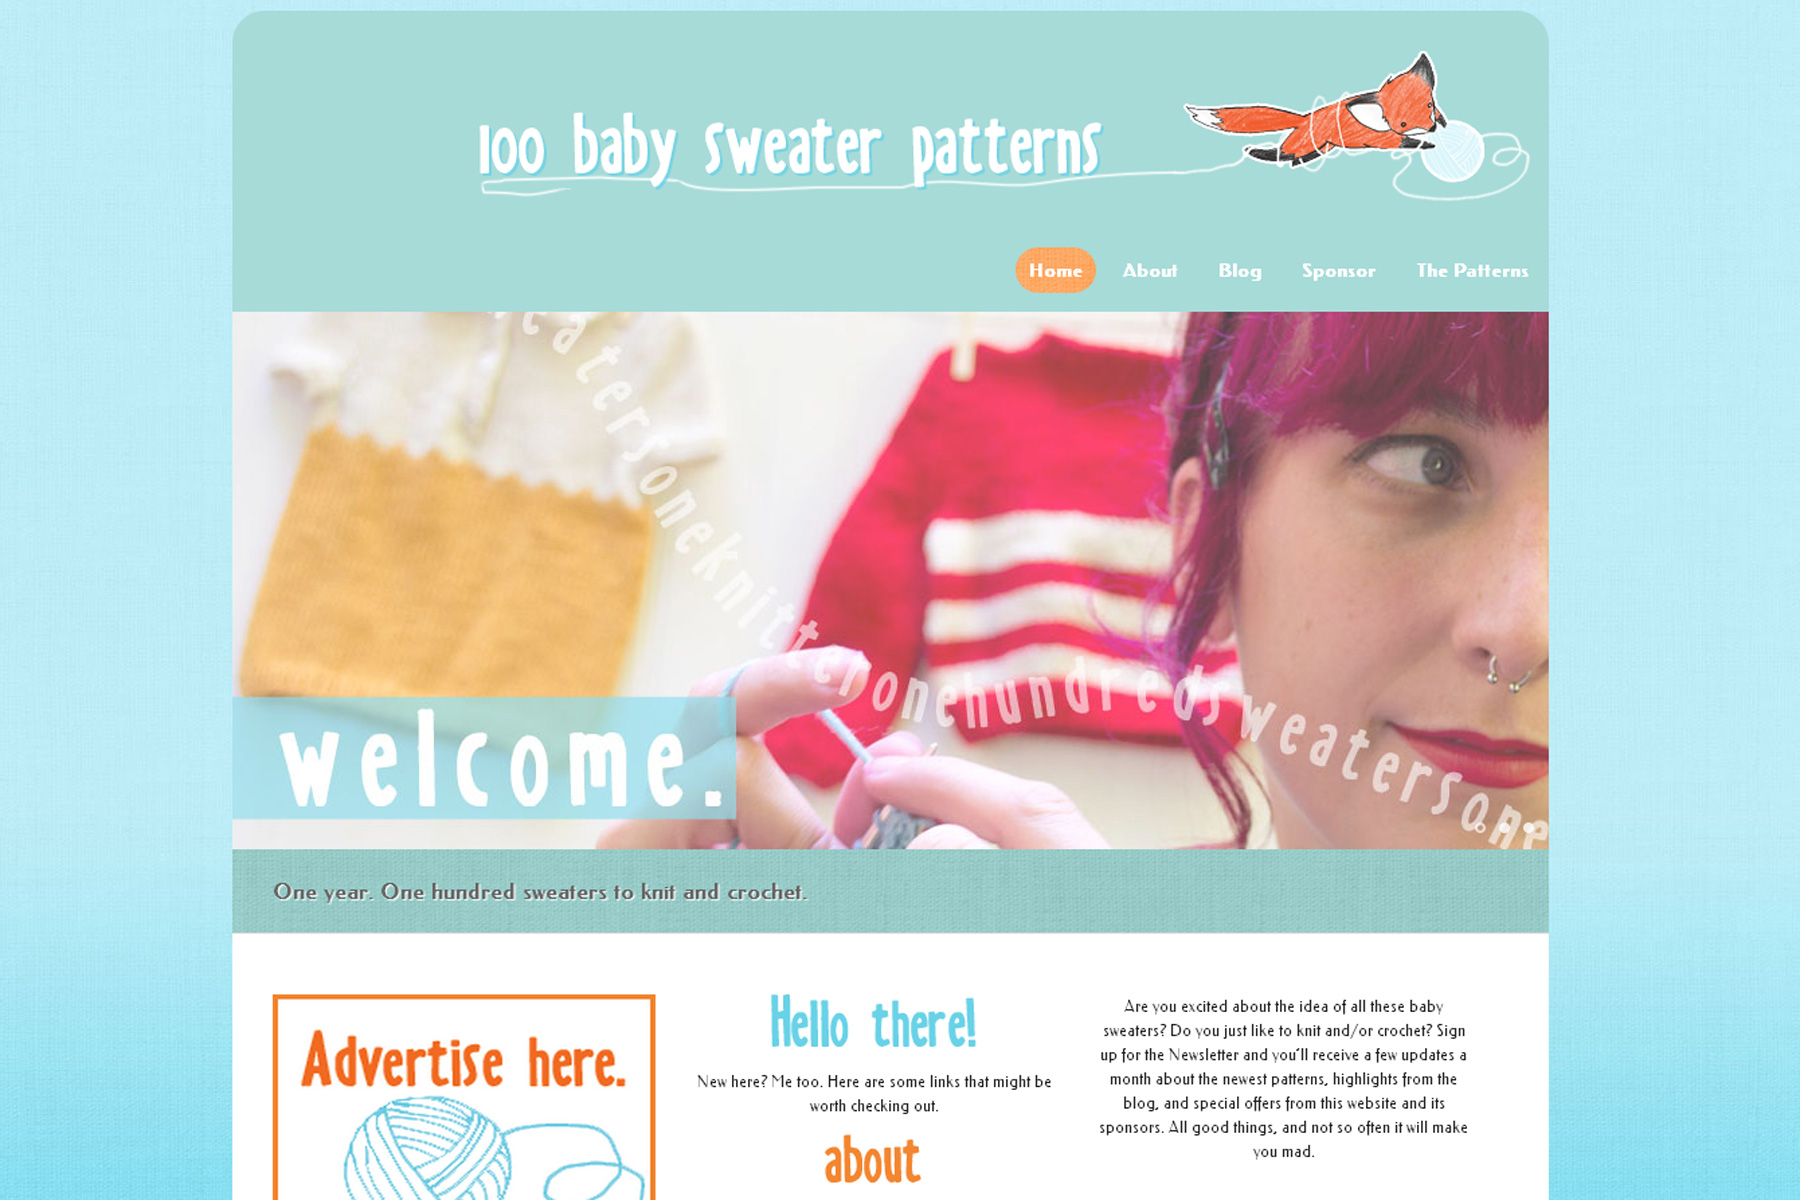 100 baby sweater patterns
Home
About
Blog
Sponsor
The Patterns
eatersoneknitteronehundredsweatersone
welcome.
One year. One hundred sweaters to knit and crochet.
Advertise here.
Hello there!
New here? Me too. Here are some links that might be
worth checking out.
about
Are you excited about the idea of all these baby
sweaters? Do you just like to knit and/or crochet? Sign
up for the Newsletter and you'll receive a few updates a
month about the newest patterns, highlights from the
blog, and special offers from this website and its
sponsors. All good things, and not so often it will make
you mad.